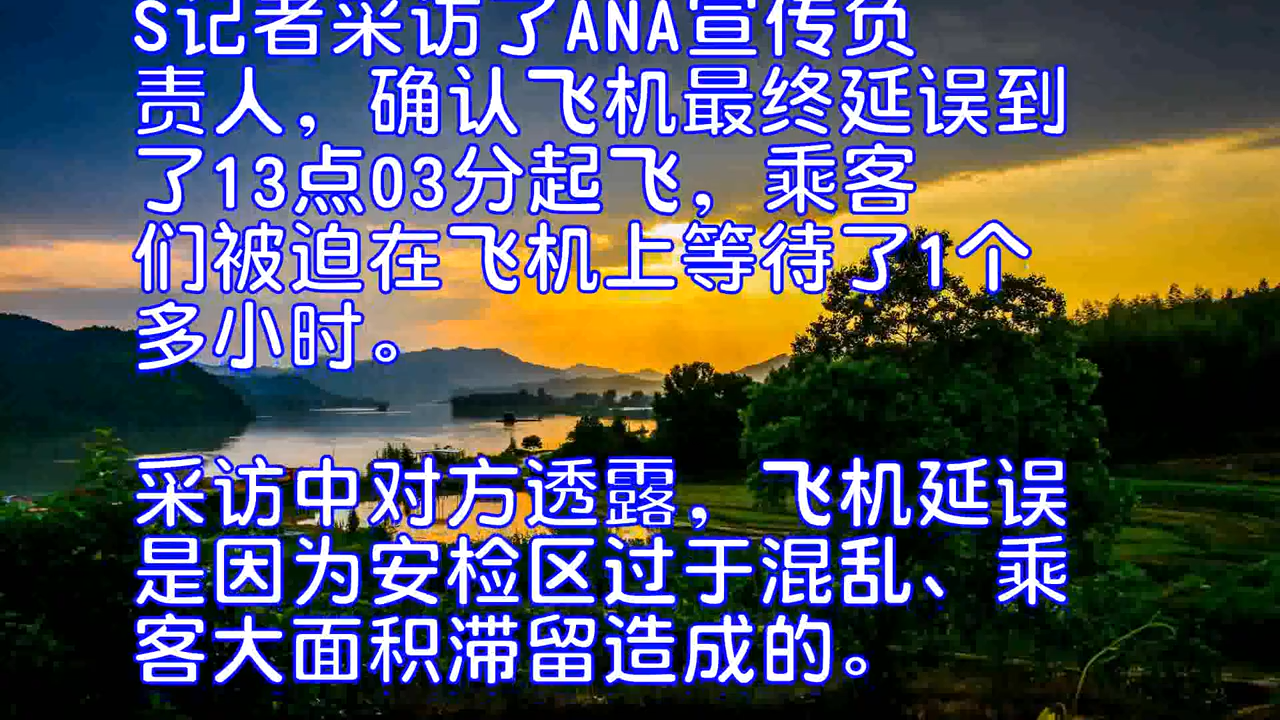 S记者采访了ANA宣传负
责人，确认飞机最终延误到
了13点03分起飞，乘客
们被迫在飞机上等待了1个
多小时。
采访中对方透露，飞机延误
是因为安检区过于混乱、乘
客大面积滞留造成的。